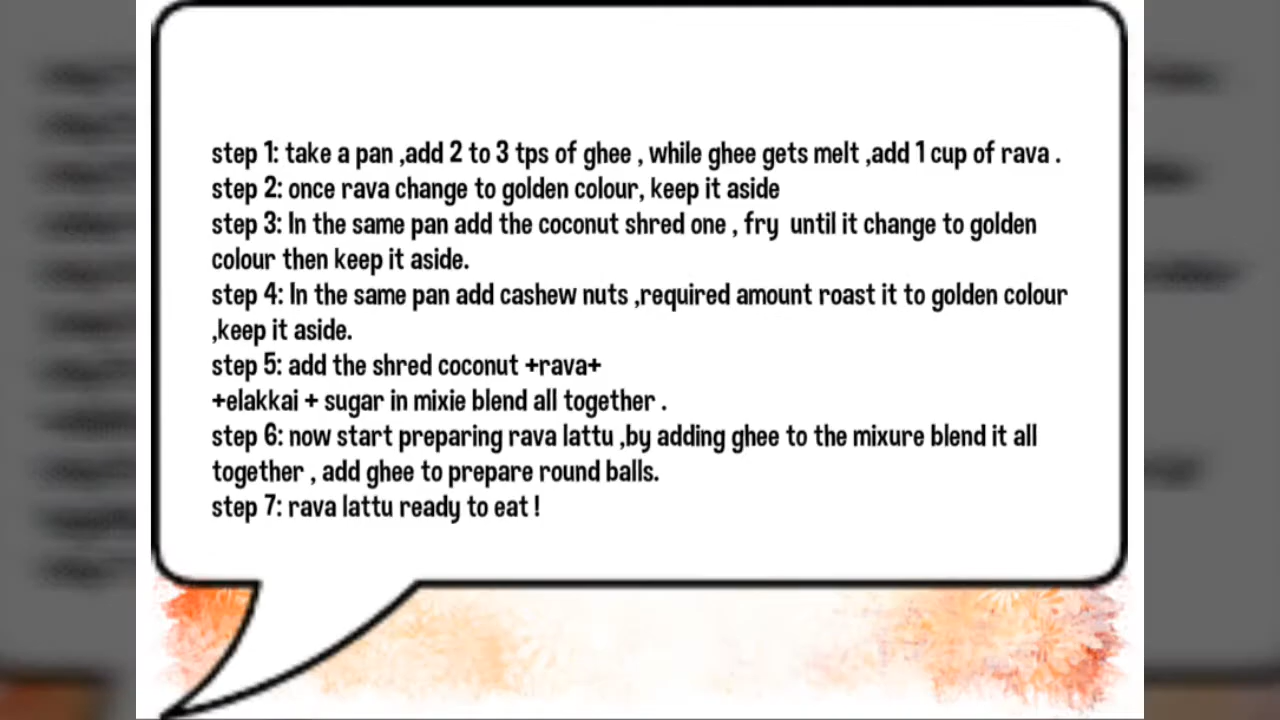 step 1: take a pan ,add 2 to 3 tps of ghee , while ghee gets melt ,add 1 cup of rava .
step 2: once rava change to golden colour, keep it aside
step 3: In the same pan add the coconut shred one , fry  until it change to golden
colour then keep it aside.
step 4: In the same pan add cashew nuts ,required amount roast it to golden colour
,keep it aside.
step 5: add the shred coconut +rava+
+elakkai + sugar in mixie blend all together .
step 6: now start preparing rava lattu ,by adding ghee to the mixure blend it all
together , add ghee to prepare round balls.
step 7: rava lattu ready to eat !